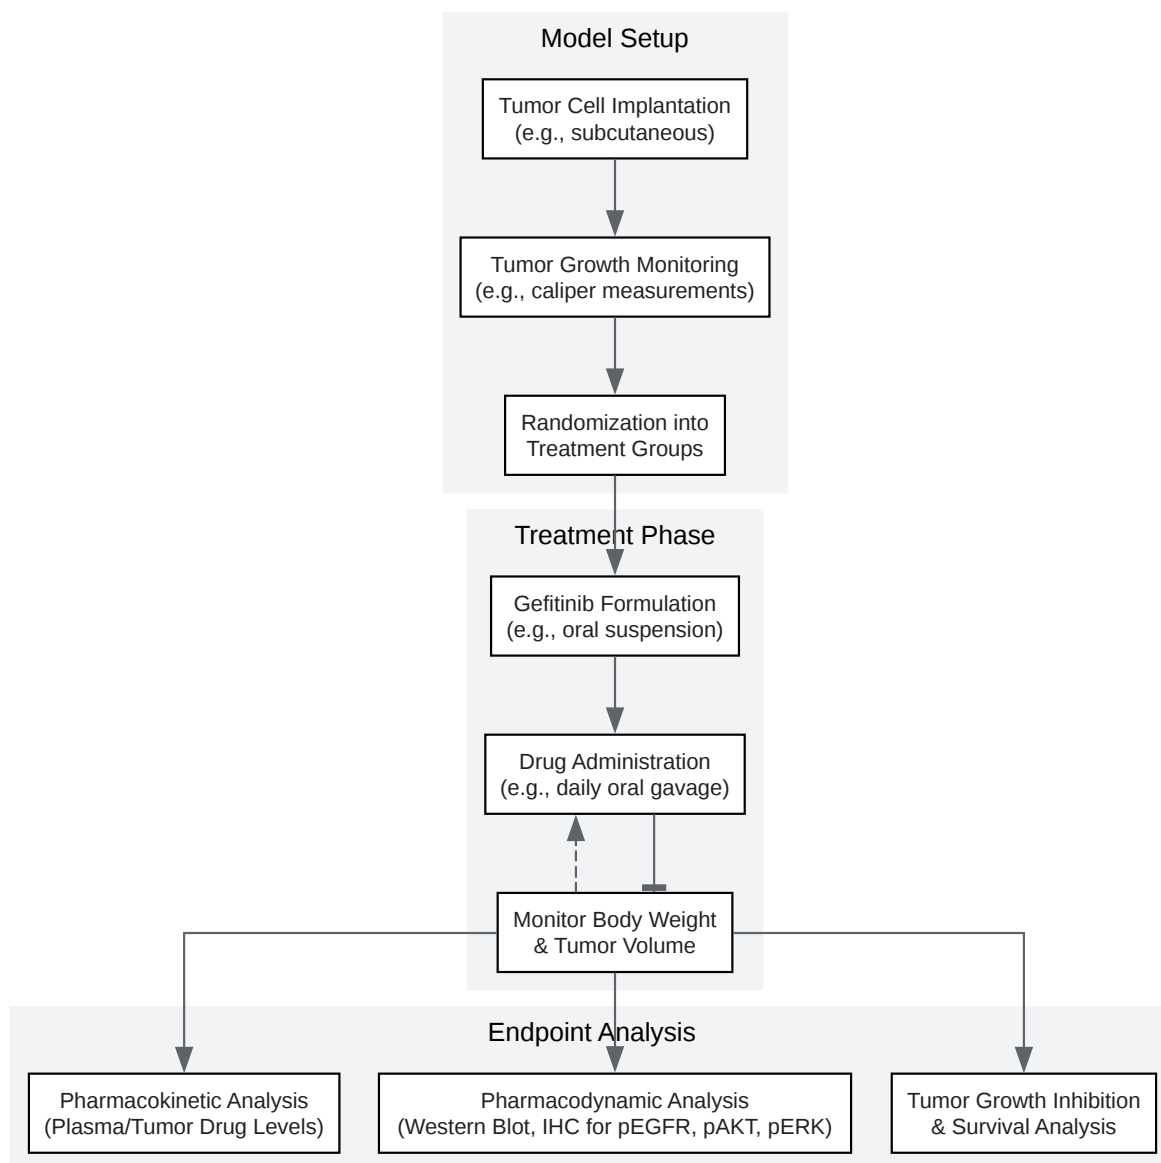 Model Setup
Tumor Cell Implantation
(e.g., subcutaneous)
Tumor Growth Monitoring
(e.g., caliper measurements)
Randomization into
Treatment Groups
Treatment Phase
Gefitinib Formulation
(e.g., oral suspension)
Drug Administration
(e.g., daily oral gavage)
Monitor Body Weight
& Tumor Volume
Endpoint Analysis
Pharmacokinetic Analysis
(Plasma/Tumor Drug Levels)
Pharmacodynamic Analysis
(Western Blot, IHC for pEGFR, pAKT, pERK)
Tumor Growth Inhibition
& Survival Analysis